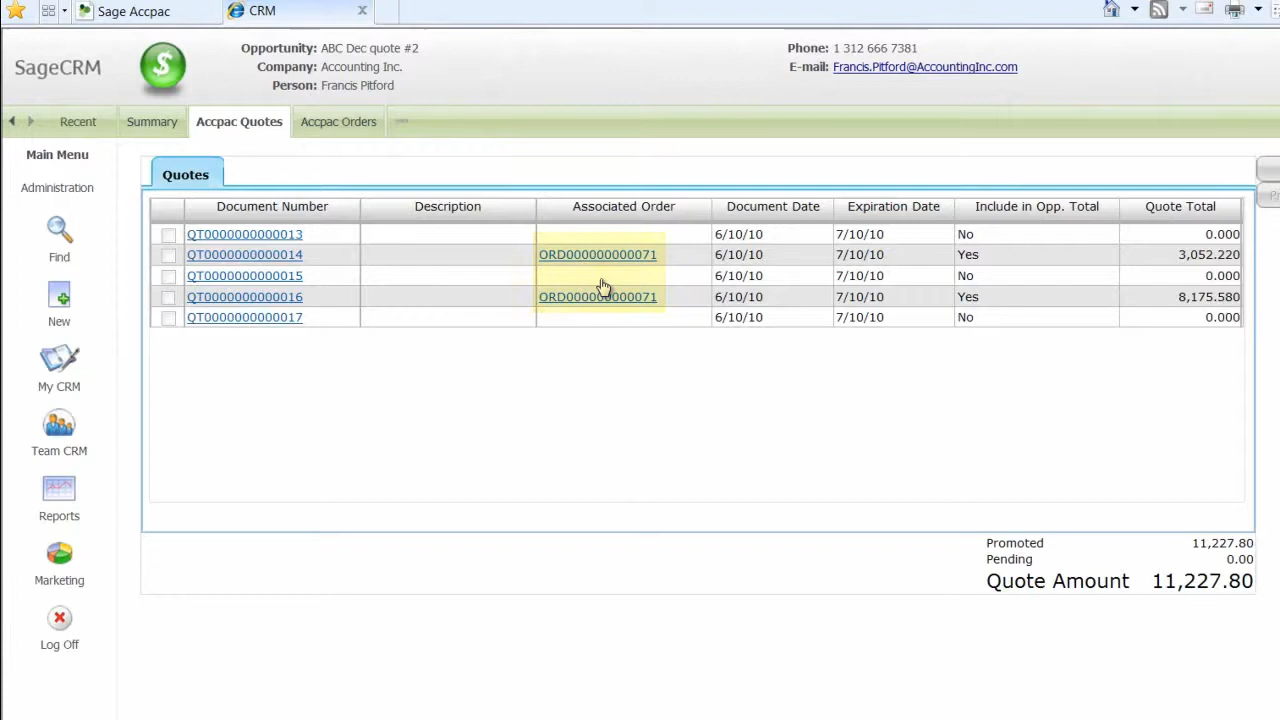 Sage Accpac
CRM
x
SageCRM
Opportunity: ABC Dec quote #2
Company: Accounting Inc.
Person: Francis Pitford
Phone: 1 312 666 7381
E-mail: Francis.Pitford@AccountingInc.com
Recent Summary Accpac Quotes Accpac Orders
Main Menu
Administration
Find
New
My CRM
Team CRM
Reports
Marketing
Log Off
Quotes
Document Number Description Associated Order Document Date Expiration Date Include in Opp. Total Quote Total
QT0000000000013 6/10/10 7/10/10 No 0.000
QT0000000000014 ORD000000000071 6/10/10 7/10/10 Yes 3,052.220
QT0000000000015 6/10/10 7/10/10 No 0.000
QT0000000000016 ORD000000000071 6/10/10 7/10/10 Yes 8,175.580
QT0000000000017 6/10/10 7/10/10 No 0.000
Promoted 11,227.80
Pending 0.00
Quote Amount 11,227.80